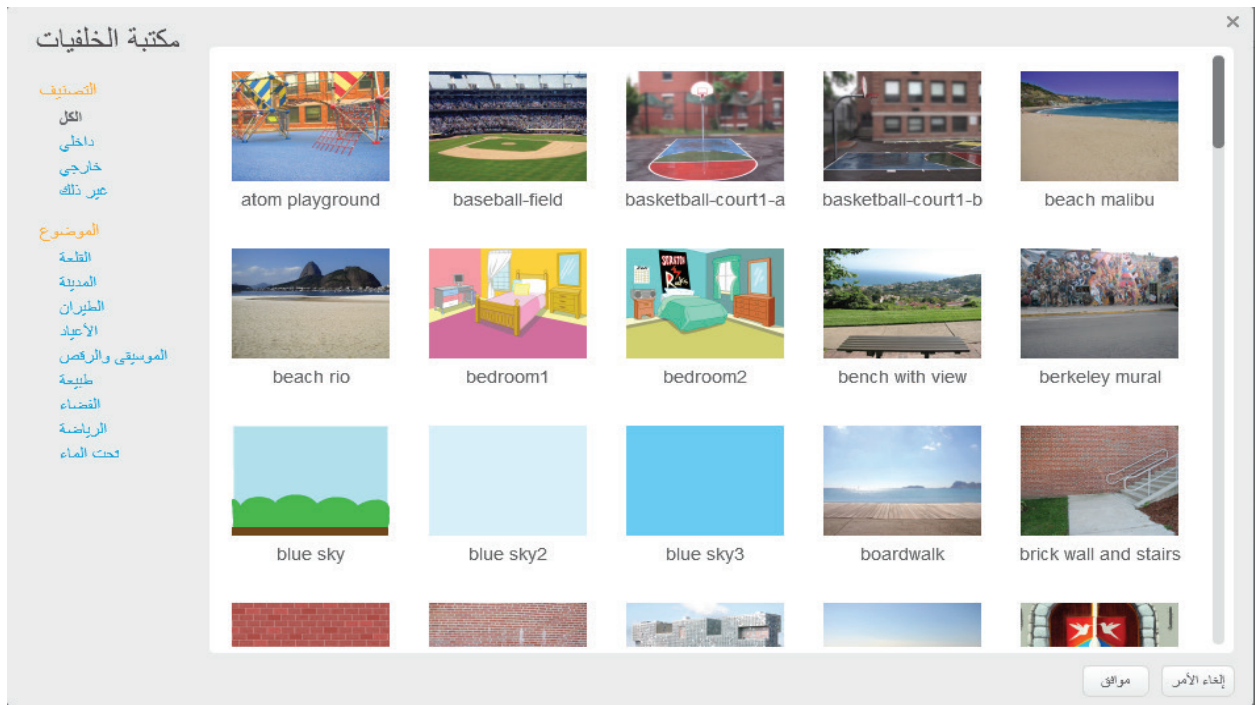 مكتبة الخلفيات
التصنيف
الكل
داخلي
خارجي
غير ذلك
الموضوع
القلعة
المدينة
الطيران
الأعياد
الموسيقى والرقص
طبيعة
الفضاء
الرياضة
تحت الماء
atom playground
baseball-field
basketball-court1-a
basketball-court1-b
beach malibu
beach rio
bedroom1
bedroom2
bench with view
berkeley mural
blue sky
blue sky2
blue sky3
boardwalk
brick wall and stairs
إلغاء الأمر
موافق